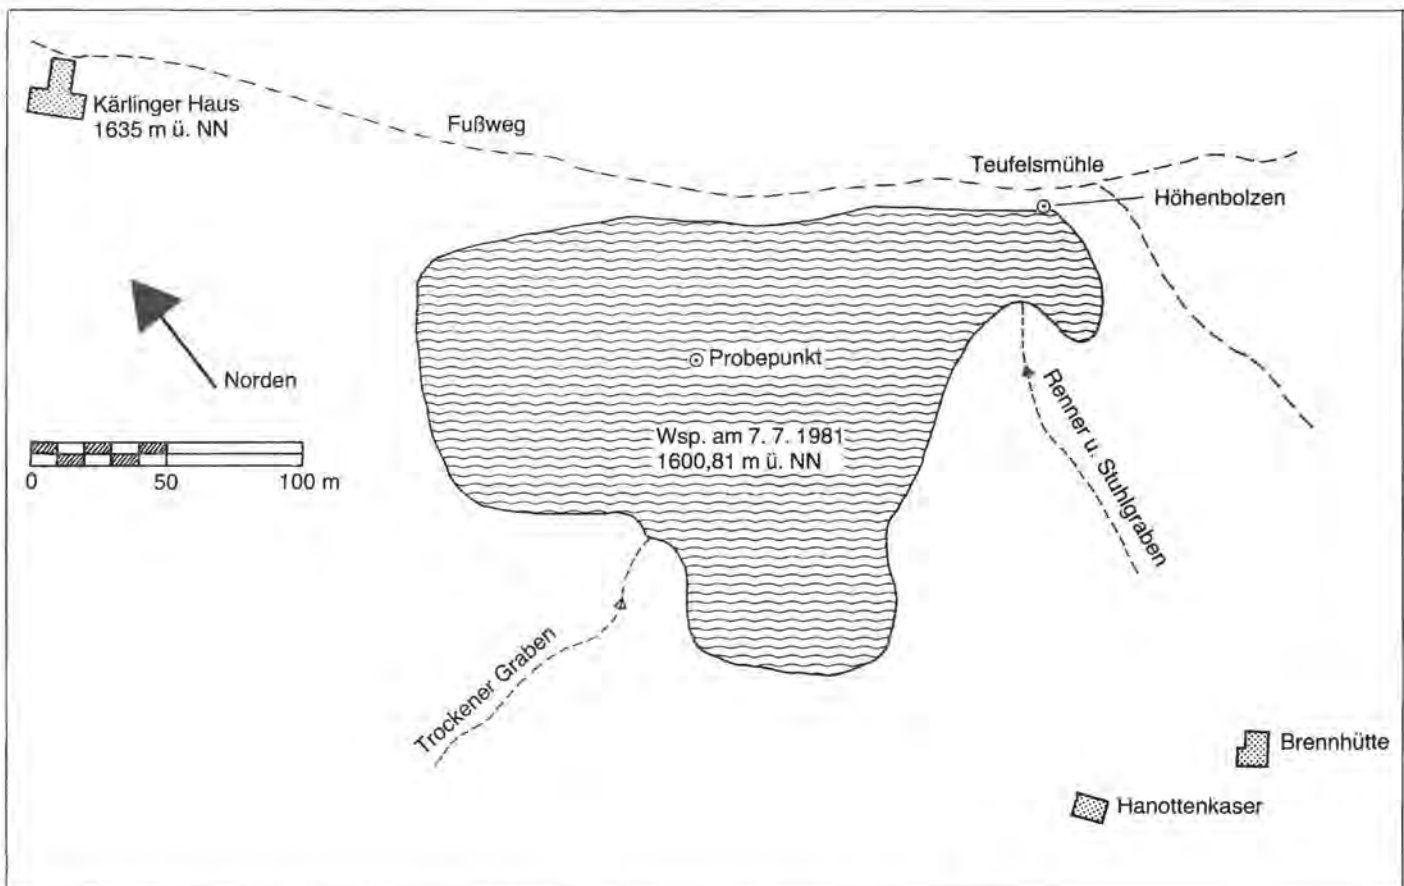 Kärlinger Haus
1635 m ü. NN
Fußweg
Teufelsmühle
Höhenbolzen
Norden
Probepunkt
Wsp. am 7. 7. 1981
1600,81 m ü. NN
0 50 100 m
Renner u. Stuhlgraben
Trockener Graben
Brennhütte
Hanottenkaser